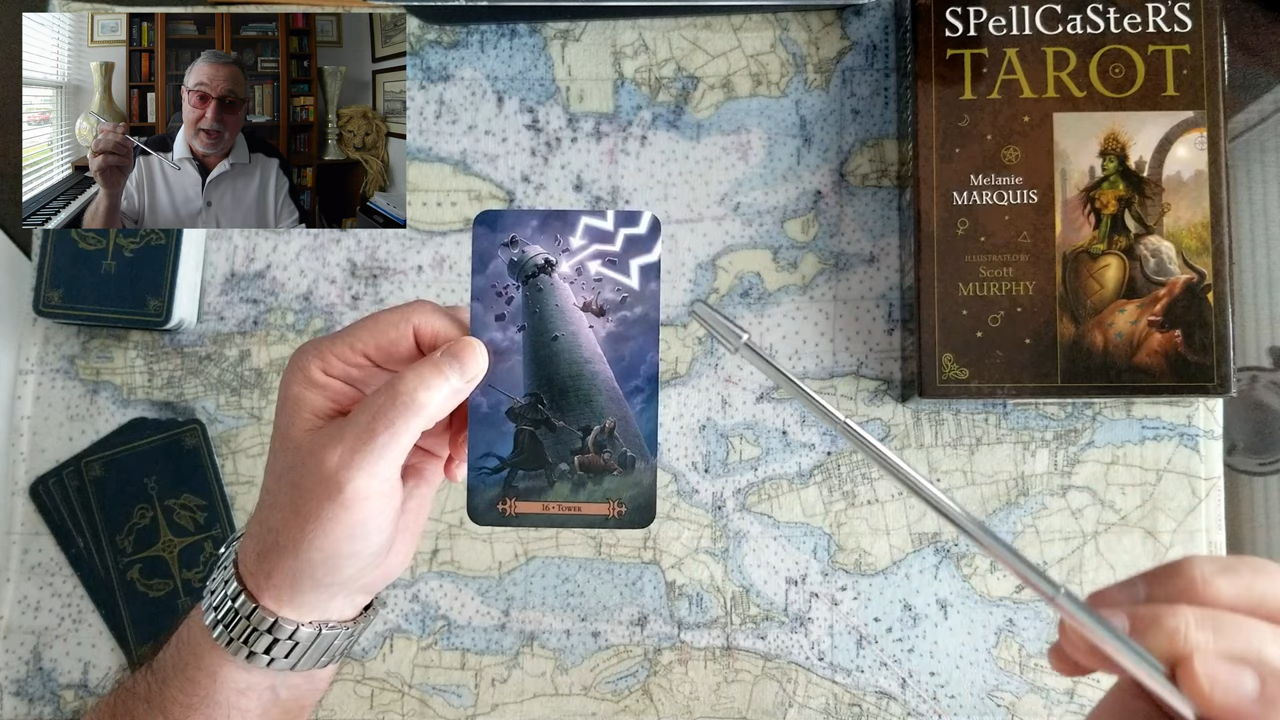 SPellCaSteR'S
TAROT
Melanie
MARQUIS
ILLUSTRATED BY
Scott
MURPHY
16 • TOWER